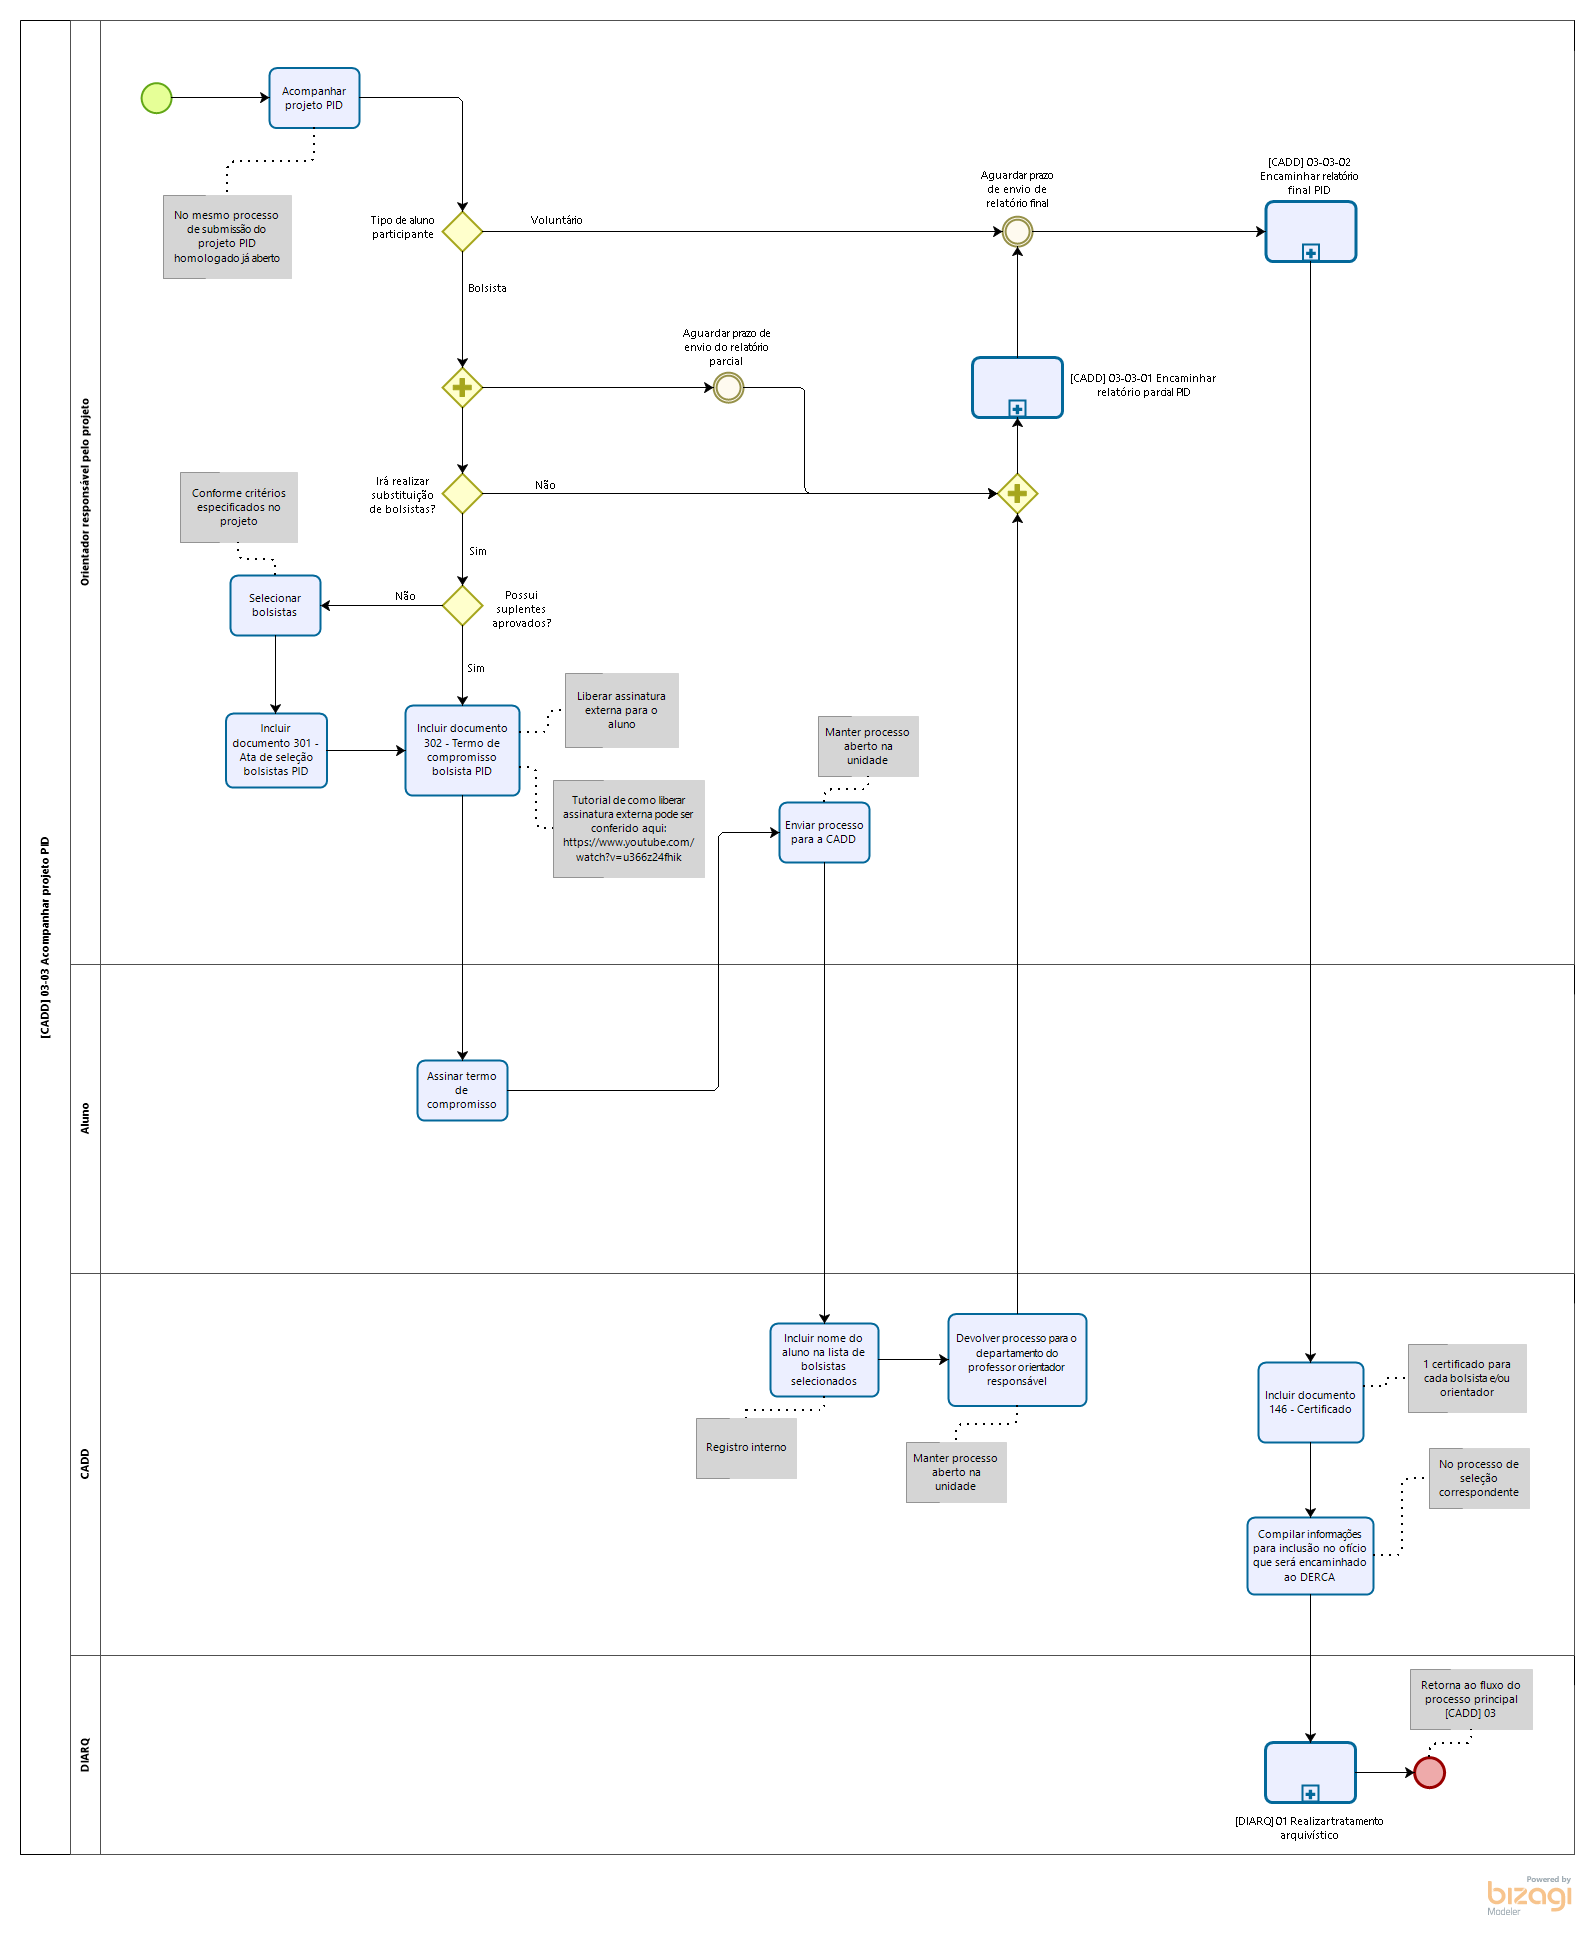 [CADD] 03-03 Acompanhar projeto PID
Orientador responsável pelo projeto
Acompanhar
projeto PID
No mesmo processo
de submissão do
projeto PID
homologado já aberto
Tipo de aluno
participante
Voluntário
Bolsista
Aguardar prazo
de envio de
relatório final
[CADD] 03-03-02
Encaminhar relatório
final PID
Aguardar prazo de
envio do relatório
parcial
[CADD] 03-03-01 Encaminhar
relatório parcial PID
Irá realizar
substituição
de bolsistas?
Não
Sim
Conforme critérios
especificados no
projeto
Selecionar
bolsistas
Não
Possui
suplentes
aprovados?
Sim
Incluir
documento 301 -
Ata de seleção
bolsistas PID
Incluir documento
302 - Termo de
compromisso
bolsista PID
Liberar assinatura
externa para o
aluno
Tutorial de como liberar
assinatura externa pode ser
conferido aqui:
https://www.youtube.com/
watch?v=u366z24fhik
Manter processo
aberto na
unidade
Enviar processo
para a CADD
Aluno
Assinar termo
de
compromisso
CADD
Incluir nome do
aluno na lista de
bolsistas
selecionados
Registro interno
Devolver processo para o
departamento do
professor orientador
responsável
Manter processo
aberto na
unidade
Incluir documento
146 - Certificado
1 certificado para
cada bolsista e/ou
orientador
Compilar informações
para inclusão no ofício
que será encaminhado
ao DERCA
No processo de
seleção
correspondente
DIARQ
Retorna ao fluxo do
processo principal
[CADD] 03
[DIARQ] 01 Realizar tratamento
arquivístico
Powered by
bizagi
Modeler